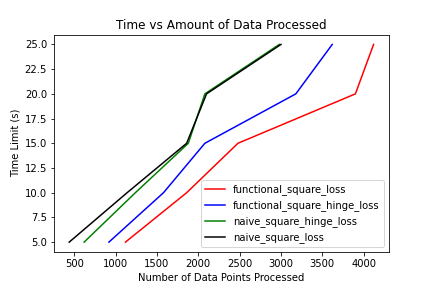 Time vs Amount of Data Processed
Time Limit (s)
25.0
22.5
20.0
17.5
15.0
12.5
10.0
7.5
5.0
functional_square_loss
functional_square_hinge_loss
naive_square_hinge_loss
naive_square_loss
500 1000 1500 2000 2500 3000 3500 4000
Number of Data Points Processed